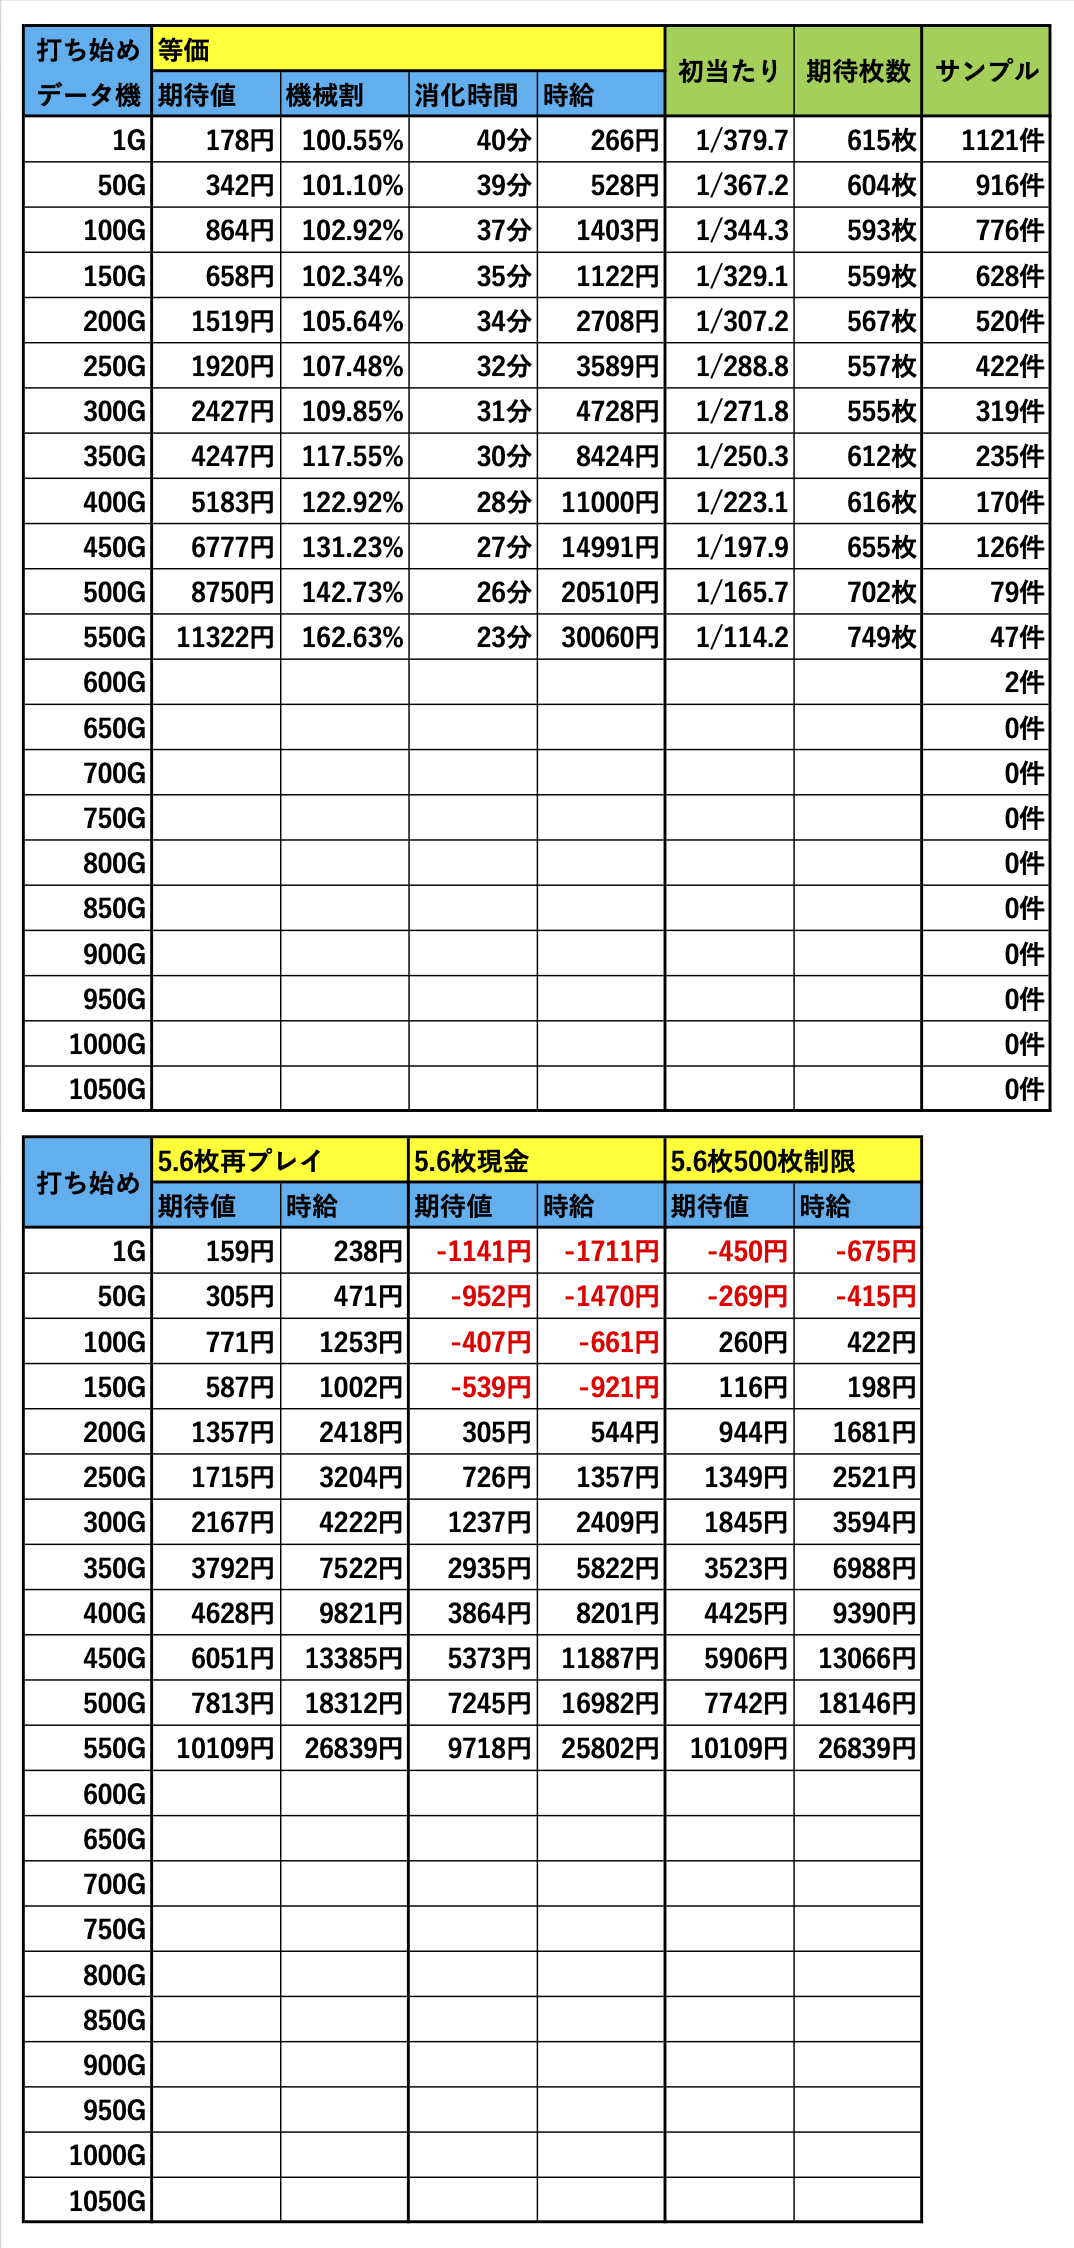 打ち始め 等価 初当たり 期待枚数 サンプル
データ機 期待値 機械割 消化時間 時給
1G 178円 100.55% 40分 266円 1/379.7 615枚 1121件
50G 342円 101.10% 39分 528円 1/367.2 604枚 916件
100G 864円 102.92% 37分 1403円 1/344.3 593枚 776件
150G 658円 102.34% 35分 1122円 1/329.1 559枚 628件
200G 1519円 105.64% 34分 2708円 1/307.2 567枚 520件
250G 1920円 107.48% 32分 3589円 1/288.8 557枚 422件
300G 2427円 109.85% 31分 4728円 1/271.8 555枚 319件
350G 4247円 117.55% 30分 8424円 1/250.3 612枚 235件
400G 5183円 122.92% 28分 11000円 1/223.1 616枚 170件
450G 6777円 131.23% 27分 14991円 1/197.9 655枚 126件
500G 8750円 142.73% 26分 20510円 1/165.7 702枚 79件
550G 11322円 162.63% 23分 30060円 1/114.2 749枚 47件
600G 2件
650G 0件
700G 0件
750G 0件
800G 0件
850G 0件
900G 0件
950G 0件
1000G 0件
1050G 0件
打ち始め 5.6枚再プレイ 5.6枚現金 5.6枚500枚制限
期待値 時給 期待値 時給 期待値 時給
1G 159円 238円 -1141円 -1711円 -450円 -675円
50G 305円 471円 -952円 -1470円 -269円 -415円
100G 771円 1253円 -407円 -661円 260円 422円
150G 587円 1002円 -539円 -921円 116円 198円
200G 1357円 2418円 305円 544円 944円 1681円
250G 1715円 3204円 726円 1357円 1349円 2521円
300G 2167円 4222円 1237円 2409円 1845円 3594円
350G 3792円 7522円 2935円 5822円 3523円 6988円
400G 4628円 9821円 3864円 8201円 4425円 9390円
450G 6051円 13385円 5373円 11887円 5906円 13066円
500G 7813円 18312円 7245円 16982円 7742円 18146円
550G 10109円 26839円 9718円 25802円 10109円 26839円
600G
650G
700G
750G
800G
850G
900G
950G
1000G
1050G